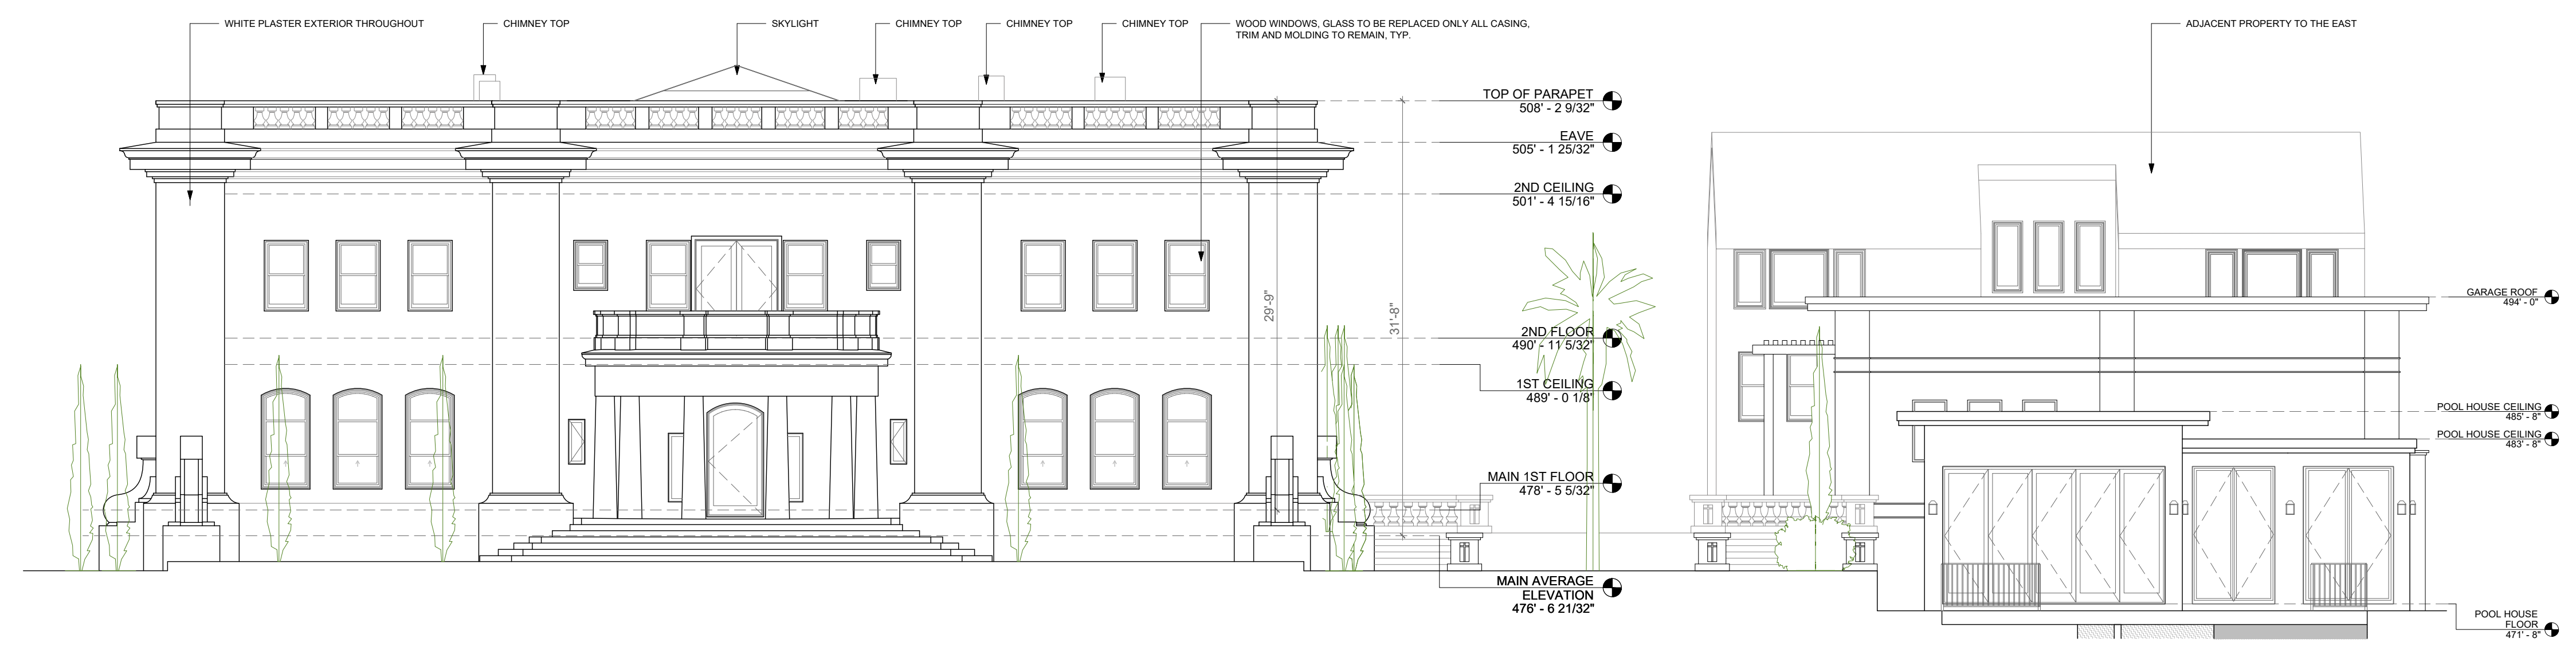 WHITE PLASTER EXTERIOR THROUGHOUT
CHIMNEY TOP
SKYLIGHT
CHIMNEY TOP
CHIMNEY TOP
CHIMNEY TOP
WOOD WINDOWS, GLASS TO BE REPLACED ONLY ALL CASING,
TRIM AND MOLDING TO REMAIN, TYP.
ADJACENT PROPERTY TO THE EAST
TOP OF PARAPET
508' - 2 9/32"
EAVE
505' - 1 25/32"
2ND CEILING
501' - 4 15/16"
29'-9"
31'-8"
2ND FLOOR
490' - 11 5/32"
1ST CEILING
489' - 0 1/8"
MAIN 1ST FLOOR
478' - 5 5/32"
MAIN AVERAGE
ELEVATION
476' - 6 21/32"
GARAGE ROOF
494' - 0"
POOL HOUSE CEILING
485' - 8"
POOL HOUSE CEILING
483' - 8"
POOL HOUSE
FLOOR
471' - 8"